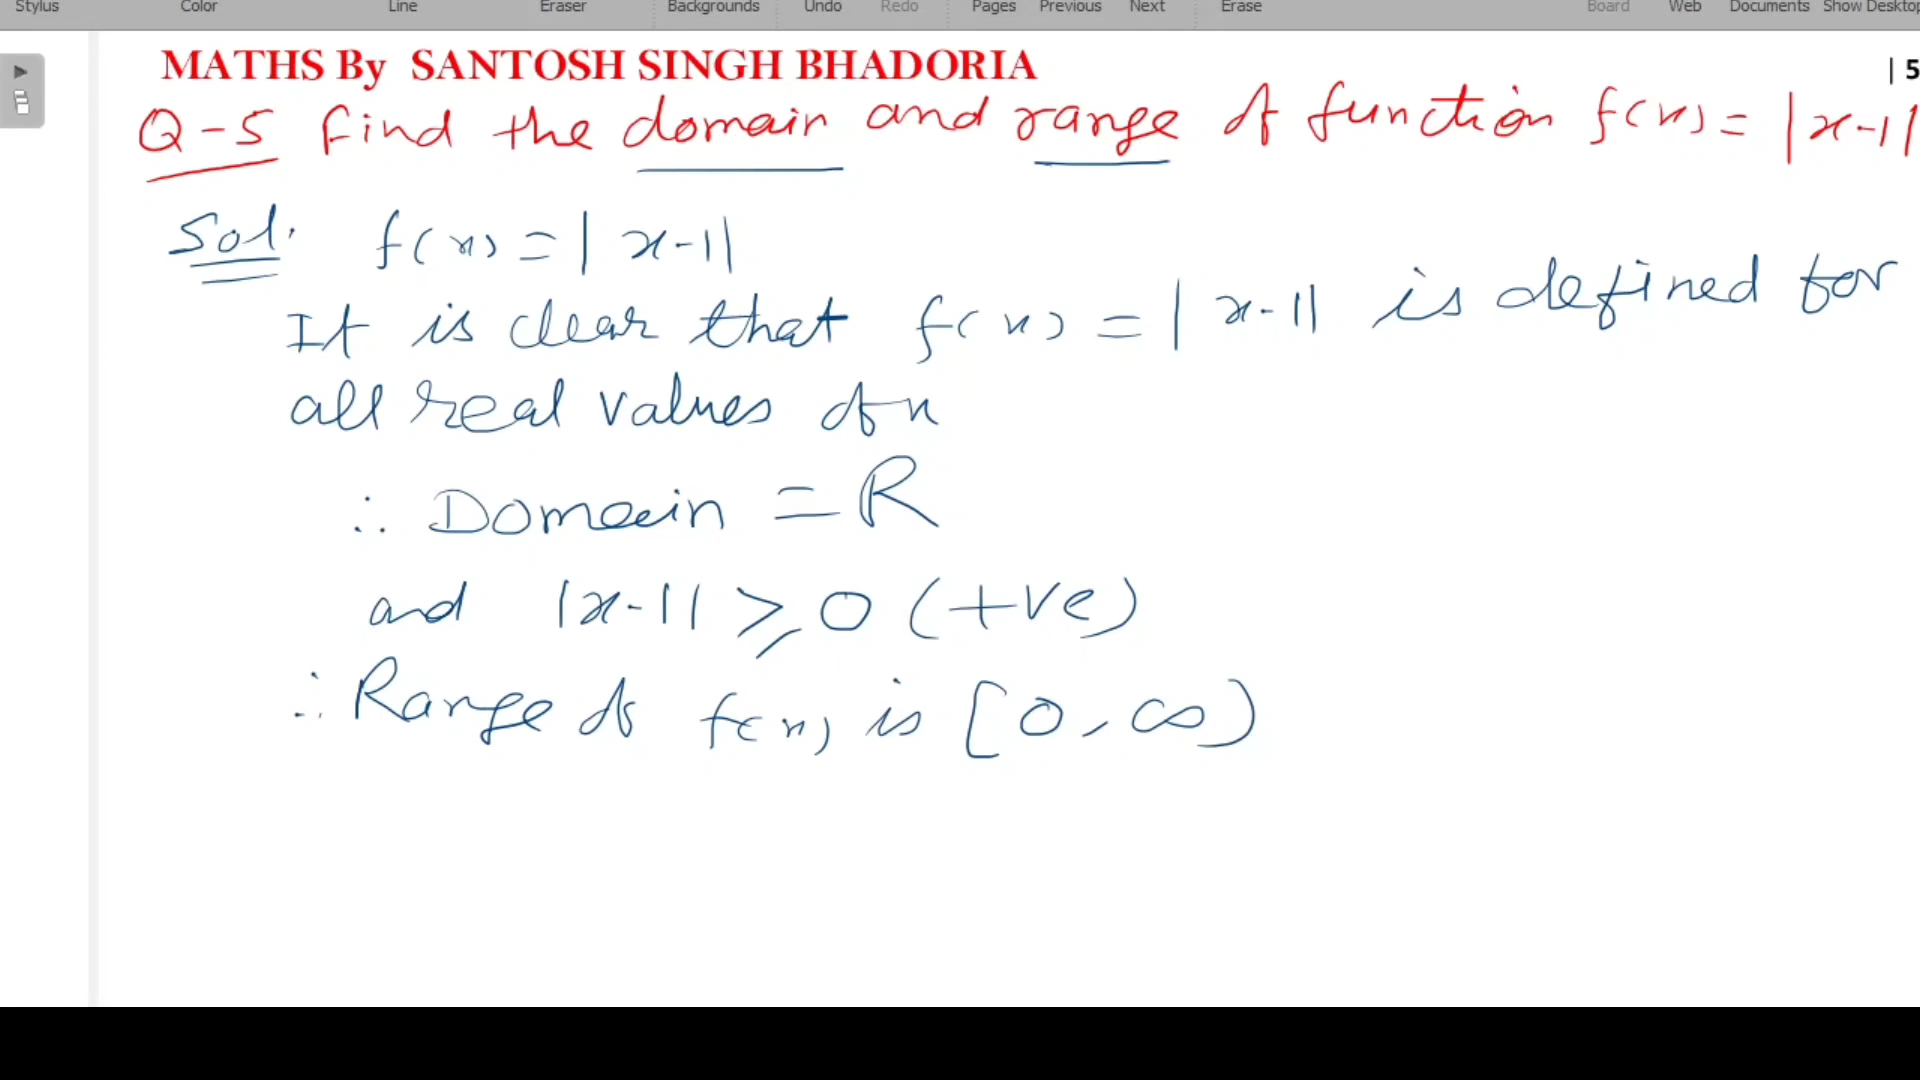 Stylus Color Line Eraser Backgrounds Undo Redo Pages Previous Next Erase Board Web Documents Show Desktop
MATHS By SANTOSH SINGH BHADORIA | 5
Q-5 Find the domain and range of function f(x) = |x-1|
Sol. f(x) = |x-1|
It is clear that f(x) = |x-1| is defined for
all real values of x
∴ Domain = R
and |x-1| ⩾ 0 (+ve)
∴ Range of f(x) is [0, ∞)